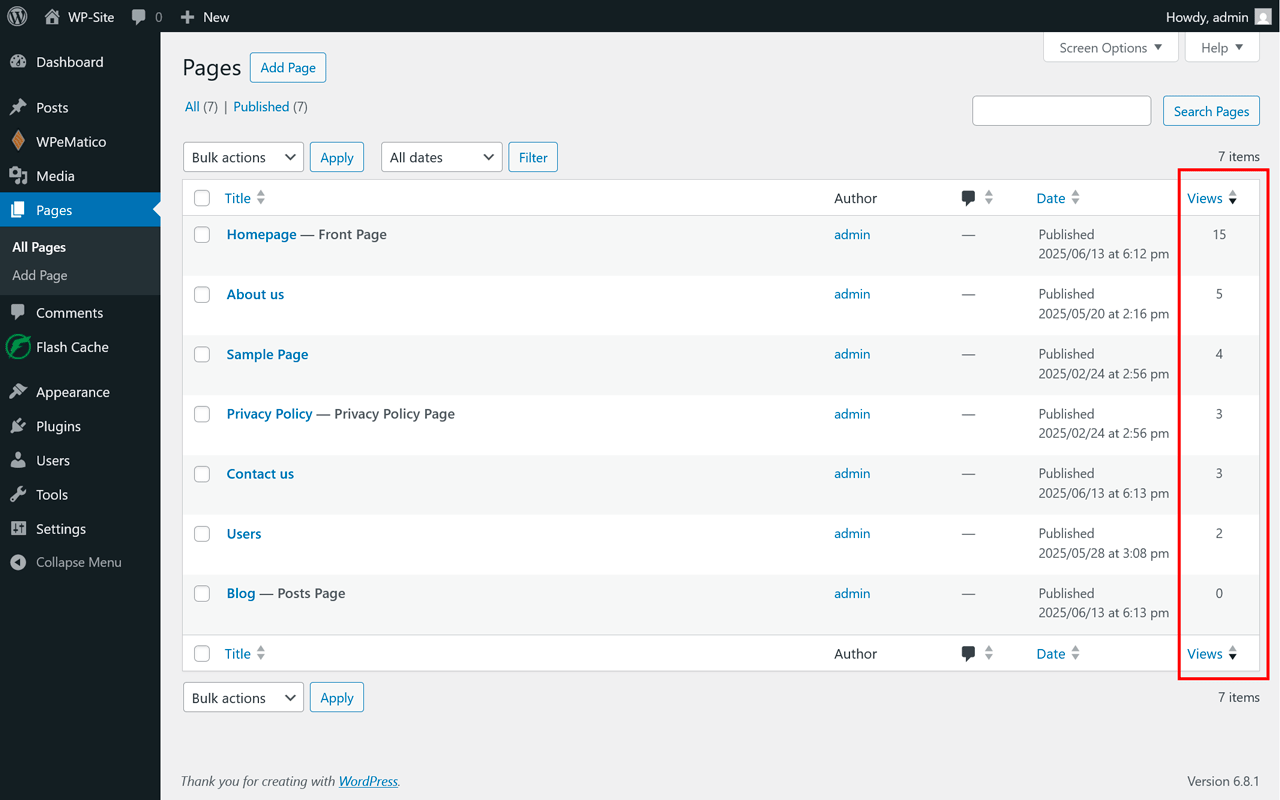 WP-Site 0 New Howdy, admin
Screen Options Help
Dashboard
Posts
WPeMatico
Media
Pages
All Pages
Add Page
Comments
Flash Cache
Appearance
Plugins
Users
Tools
Settings
Collapse Menu
Pages Add Page
All (7) | Published (7)
Search Pages
Bulk actions Apply All dates Filter 7 items
Title Author Date Views
Homepage — Front Page admin — Published 15
2025/06/13 at 6:12 pm
About us admin — Published 5
2025/05/20 at 2:16 pm
Sample Page admin — Published 4
2025/02/24 at 2:56 pm
Privacy Policy — Privacy Policy Page admin — Published 3
2025/02/24 at 2:56 pm
Contact us admin — Published 3
2025/06/13 at 6:13 pm
Users admin — Published 2
2025/05/28 at 3:08 pm
Blog — Posts Page admin — Published 0
2025/06/13 at 6:13 pm
Title Author Date Views
Bulk actions Apply 7 items
Thank you for creating with WordPress. Version 6.8.1